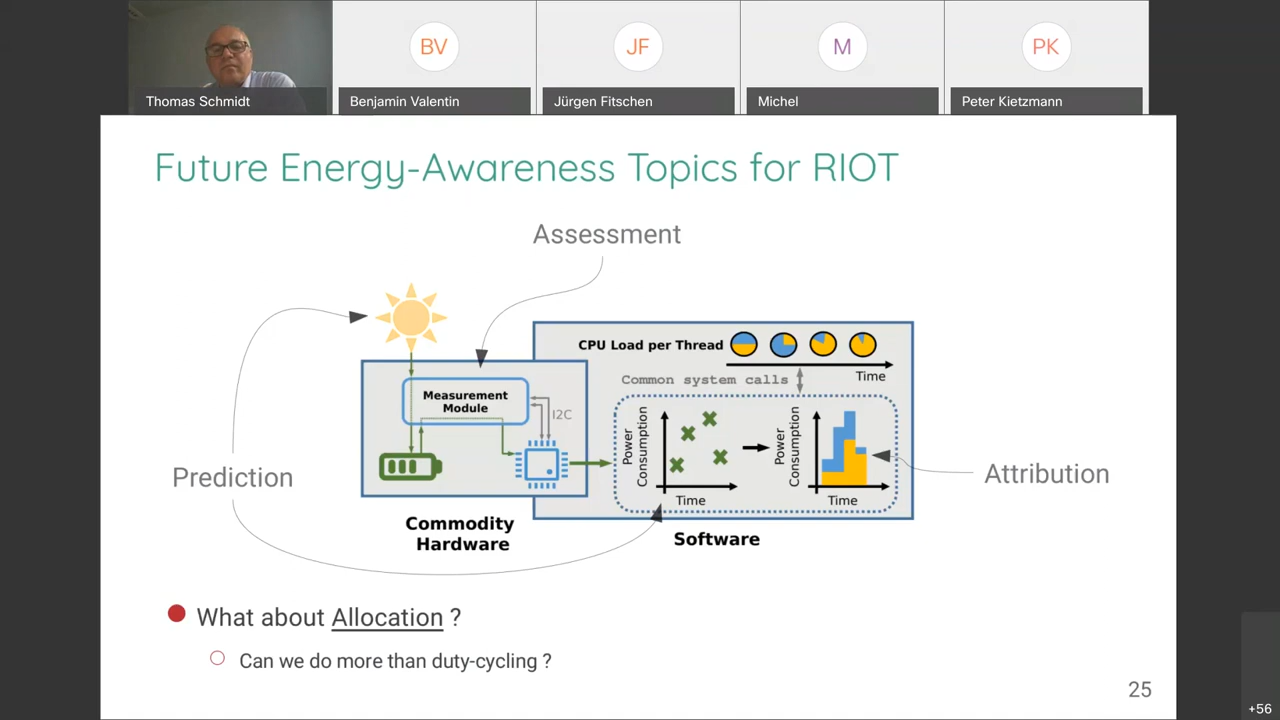 BV
JF
M
PK
Thomas Schmidt
Benjamin Valentin
Jürgen Fitschen
Michel
Peter Kietzmann
Future Energy-Awareness Topics for RIOT
Assessment
CPU Load per Thread
Time
Common system calls
Measurement
Module
I2C
Power
Consumption
Time
Power
Consumption
Time
Prediction
Attribution
Commodity
Hardware
Software
What about Allocation ?
Can we do more than duty-cycling ?
25
+56